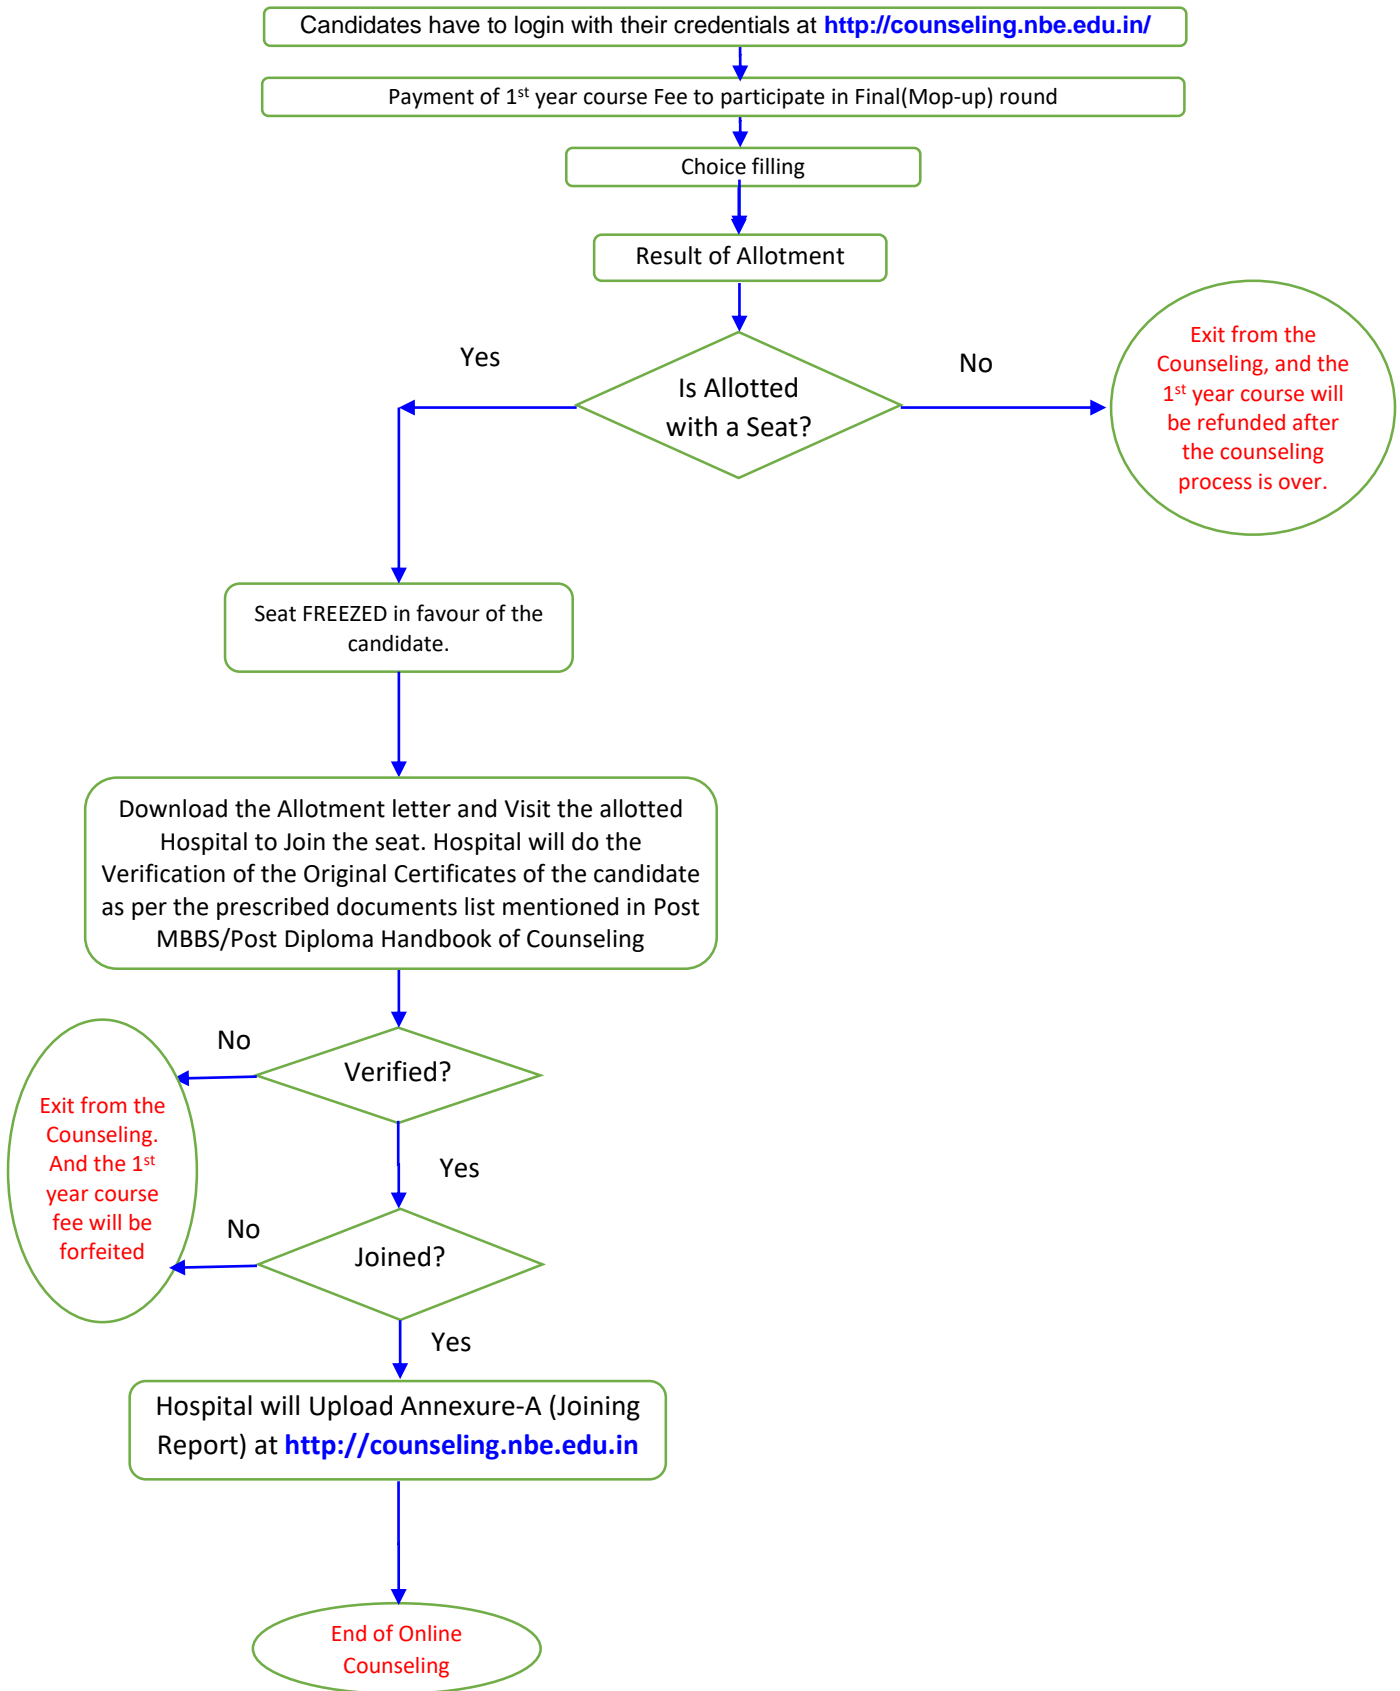 Candidates have to login with their credentials at http://counseling.nbe.edu.in/
Payment of 1st year course Fee to participate in Final(Mop-up) round
Choice filling
Result of Allotment
Is Allotted
with a Seat?
Yes
No
Exit from the
Counseling, and the
1st year course will
be refunded after
the counseling
process is over.
Seat FREEZED in favour of the
candidate.
Download the Allotment letter and Visit the allotted
Hospital to Join the seat. Hospital will do the
Verification of the Original Certificates of the candidate
as per the prescribed documents list mentioned in Post
MBBS/Post Diploma Handbook of Counseling
Verified?
No
Yes
Exit from the
Counseling.
And the 1st
year course
fee will be
forfeited
Joined?
No
Yes
Hospital will Upload Annexure-A (Joining
Report) at http://counseling.nbe.edu.in
End of Online
Counseling